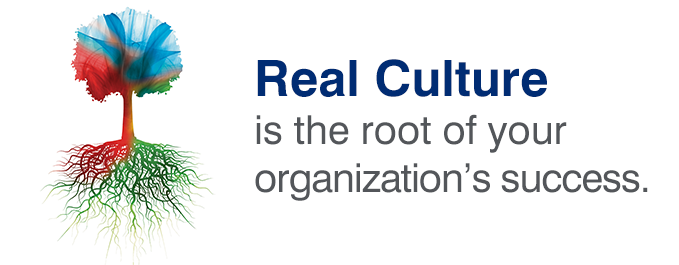 Real Culture
is the root of your
organization’s success.